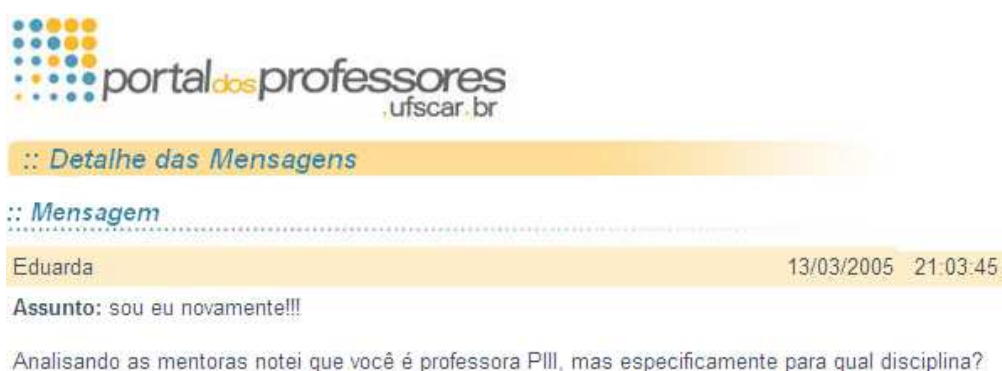 portaldosprofessores
.ufscar.br
:: Detalhe das Mensagens
:: Mensagem
Eduarda 13/03/2005 21:03:45
Assunto: sou eu novamente!!!
Analisando as mentoras notei que você é professora PIII, mas especificamente para qual disciplina?